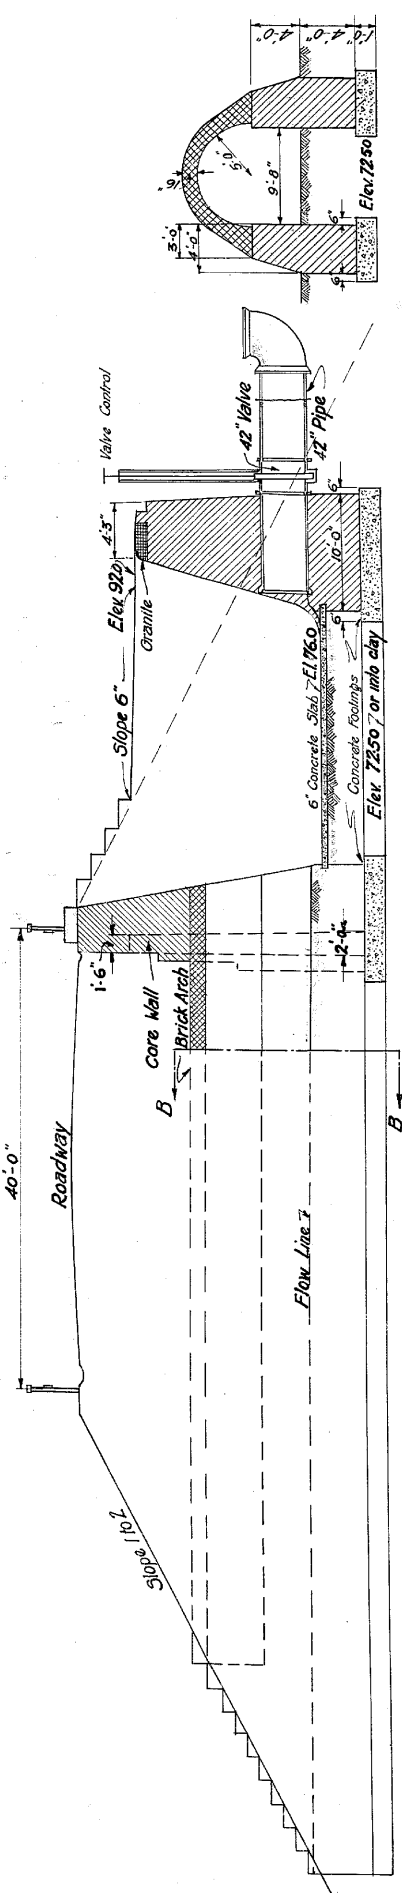 1'-0"
4'-0"
4'-0"
16"
5'-0"
9'-8"
3'-0"
4'-0"
6"
6"
Elev. 72.50
Valve Control
42" Valve
42" Pipe
4'-3"
Elev. 92.0
Granite
Slope 6"
6"
10'-0"
6"
6" Concrete Slab
El. 76.0
Concrete Footings
Elev. 72.50 or into clay
40'-0"
1'-6"
Core Wall
Brick Arch
2'-0"
B
B
Roadway
Flow Line
Slope 1 to 2